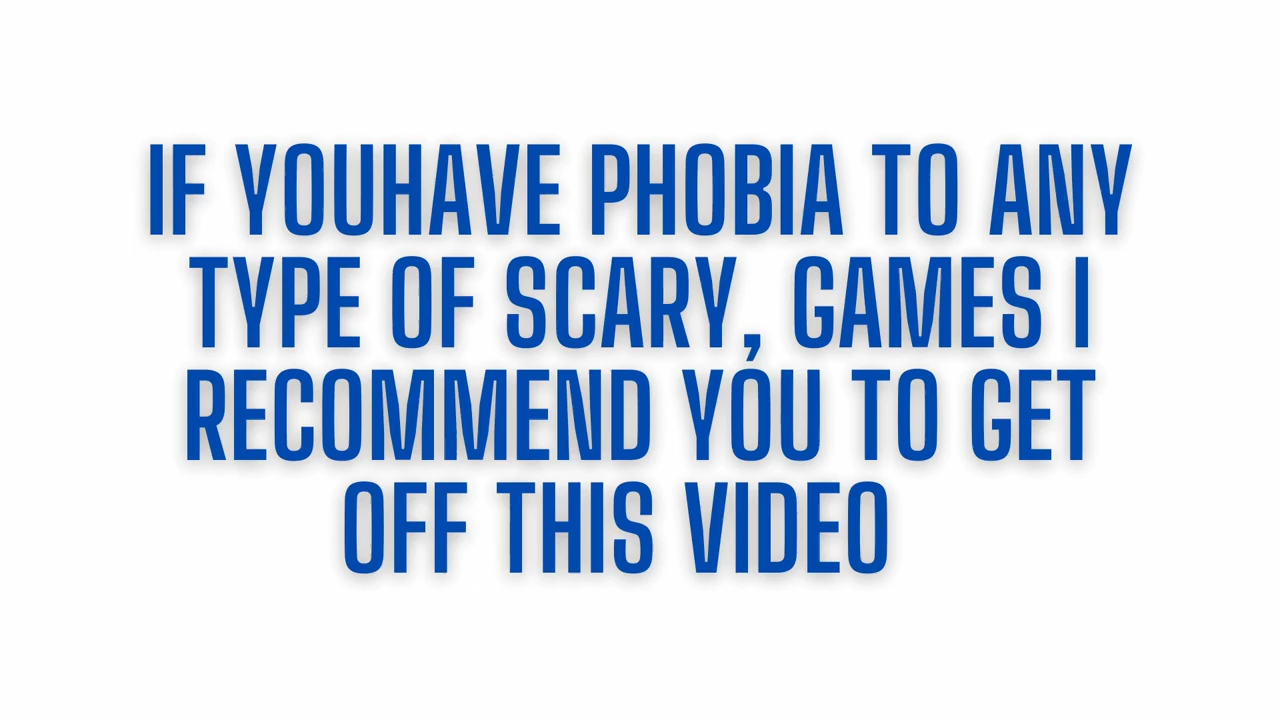 IF YOUHAVE PHOBIA TO ANY
TYPE OF SCARY, GAMES I
RECOMMEND YOU TO GET
OFF THIS VIDEO